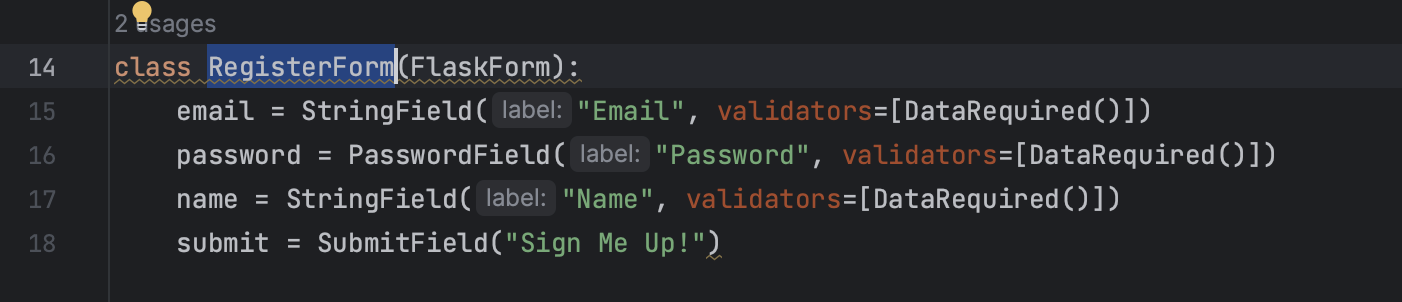 2 usages
14 class RegisterForm(FlaskForm):
15 email = StringField( label: "Email", validators=[DataRequired()])
16 password = PasswordField( label: "Password", validators=[DataRequired()])
17 name = StringField( label: "Name", validators=[DataRequired()])
18 submit = SubmitField("Sign Me Up!")